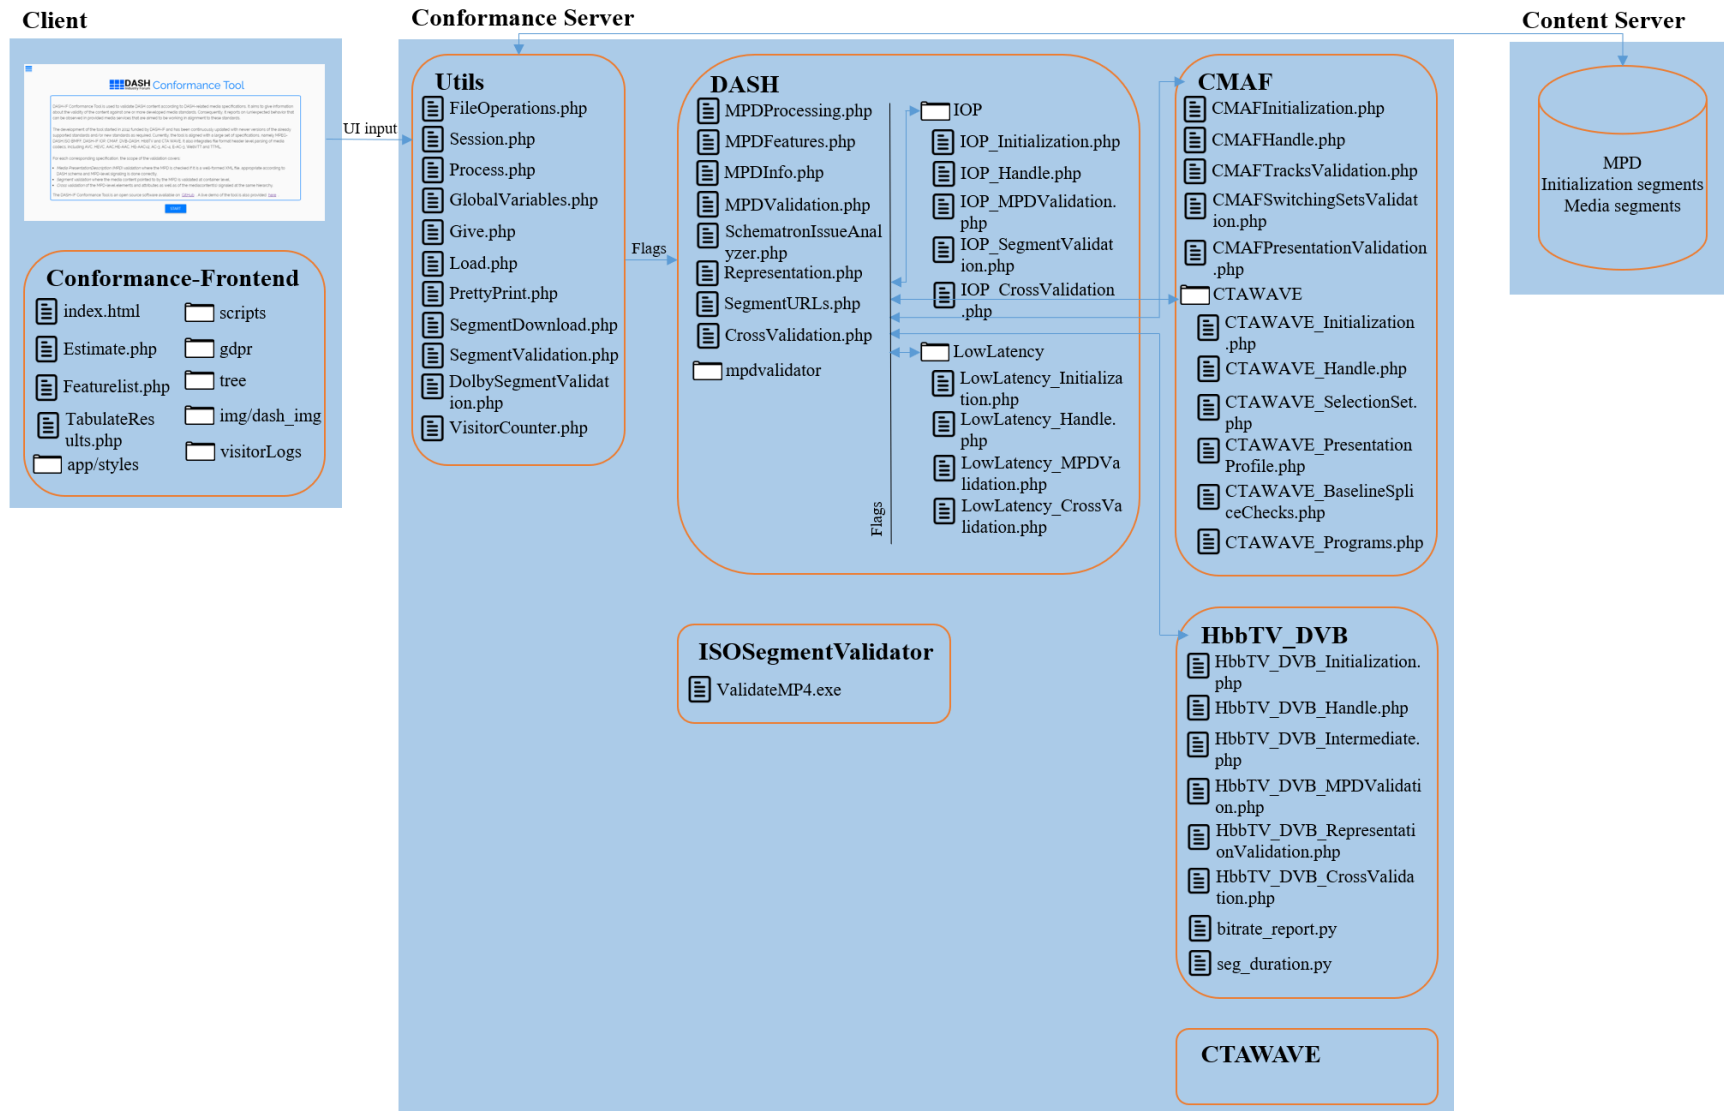 Client
DASH Conformance Tool
UI input
Conformance-Frontend
index.html
Estimate.php
Featurelist.php
TabulateRes
ults.php
app/styles
scripts
gdpr
tree
img/dash_img
visitorLogs
Conformance Server
Utils
FileOperations.php
Session.php
Process.php
GlobalVariables.php
Give.php
Load.php
PrettyPrint.php
SegmentDownload.php
SegmentValidation.php
DolbySegmentValidat
ion.php
VisitorCounter.php
Flags
DASH
MPDProcessing.php
MPDFeatures.php
MPDInfo.php
MPDValidation.php
SchematronIssueAnal
yzer.php
Representation.php
SegmentURLs.php
CrossValidation.php
mpdvalidator
Flags
IOP
IOP_Initialization.php
IOP_Handle.php
IOP_MPDValidation.
php
IOP_SegmentValidat
ion.php
IOP_CrossValidation
.php
LowLatency
LowLatency_Initializa
tion.php
LowLatency_Handle.
php
LowLatency_MPDVa
lidation.php
LowLatency_CrossVa
lidation.php
ISOSegmentValidator
ValidateMP4.exe
CMAF
CMAFInitialization.php
CMAFHandle.php
CMAFTracksValidation.php
CMAFSwitchingSetsValidat
ion.php
CMAFPresentationValidation
.php
CTAWAVE
CTAWAVE_Initialization
.php
CTAWAVE_Handle.php
CTAWAVE_SelectionSet.
php
CTAWAVE_Presentation
Profile.php
CTAWAVE_BaselineSpli
ceChecks.php
CTAWAVE_Programs.php
HbbTV_DVB
HbbTV_DVB_Initialization.
php
HbbTV_DVB_Handle.php
HbbTV_DVB_Intermediate.
php
HbbTV_DVB_MPDValidati
on.php
HbbTV_DVB_Representati
onValidation.php
HbbTV_DVB_CrossValida
tion.php
bitrate_report.py
seg_duration.py
CTAWAVE
Content Server
MPD
Initialization segments
Media segments